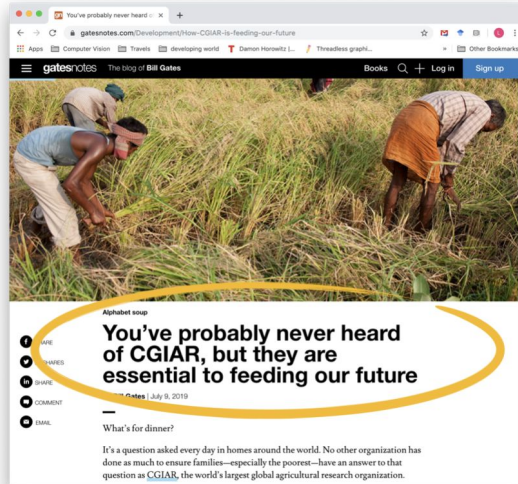 You've probably never heard c
gatesnotes.com/Development/How-CGIAR-is-feeding-our-future
Apps Computer Vision Travels developing world T Damon Horowitz |... Threadless graphi... » Other Bookmarks
gatesnotes The blog of Bill Gates Books Log in Sign up
Alphabet soup
You've probably never heard
of CGIAR, but they are
essential to feeding our future
Gates | July 9, 2019
SHARE
COMMENT
EMAIL
What's for dinner?
It's a question asked every day in homes around the world. No other organization has
done as much to ensure families—especially the poorest—have an answer to that
question as CGIAR, the world's largest global agricultural research organization.